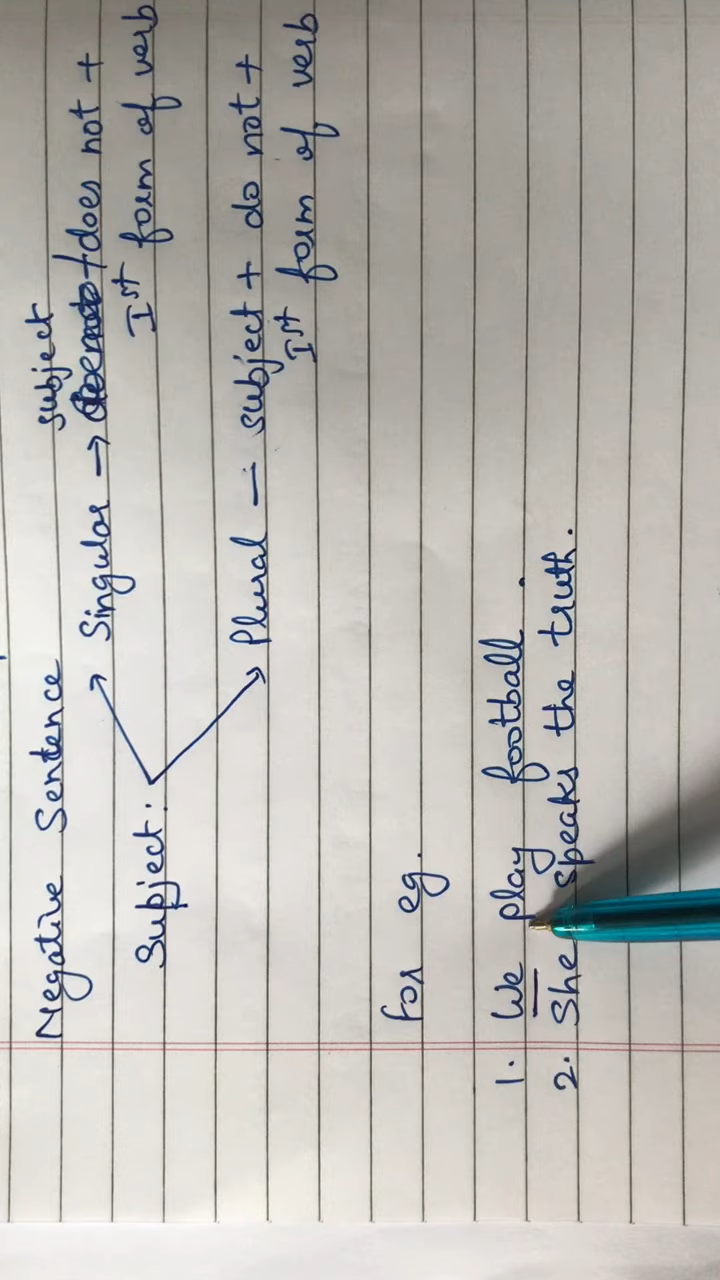 Negative Sentence
subject
Singular → + does not +
Ist form of verb
Subject:
Plural — subject + do not +
Ist form of verb
for eg.
1. We play football.
2. She speaks the truth.